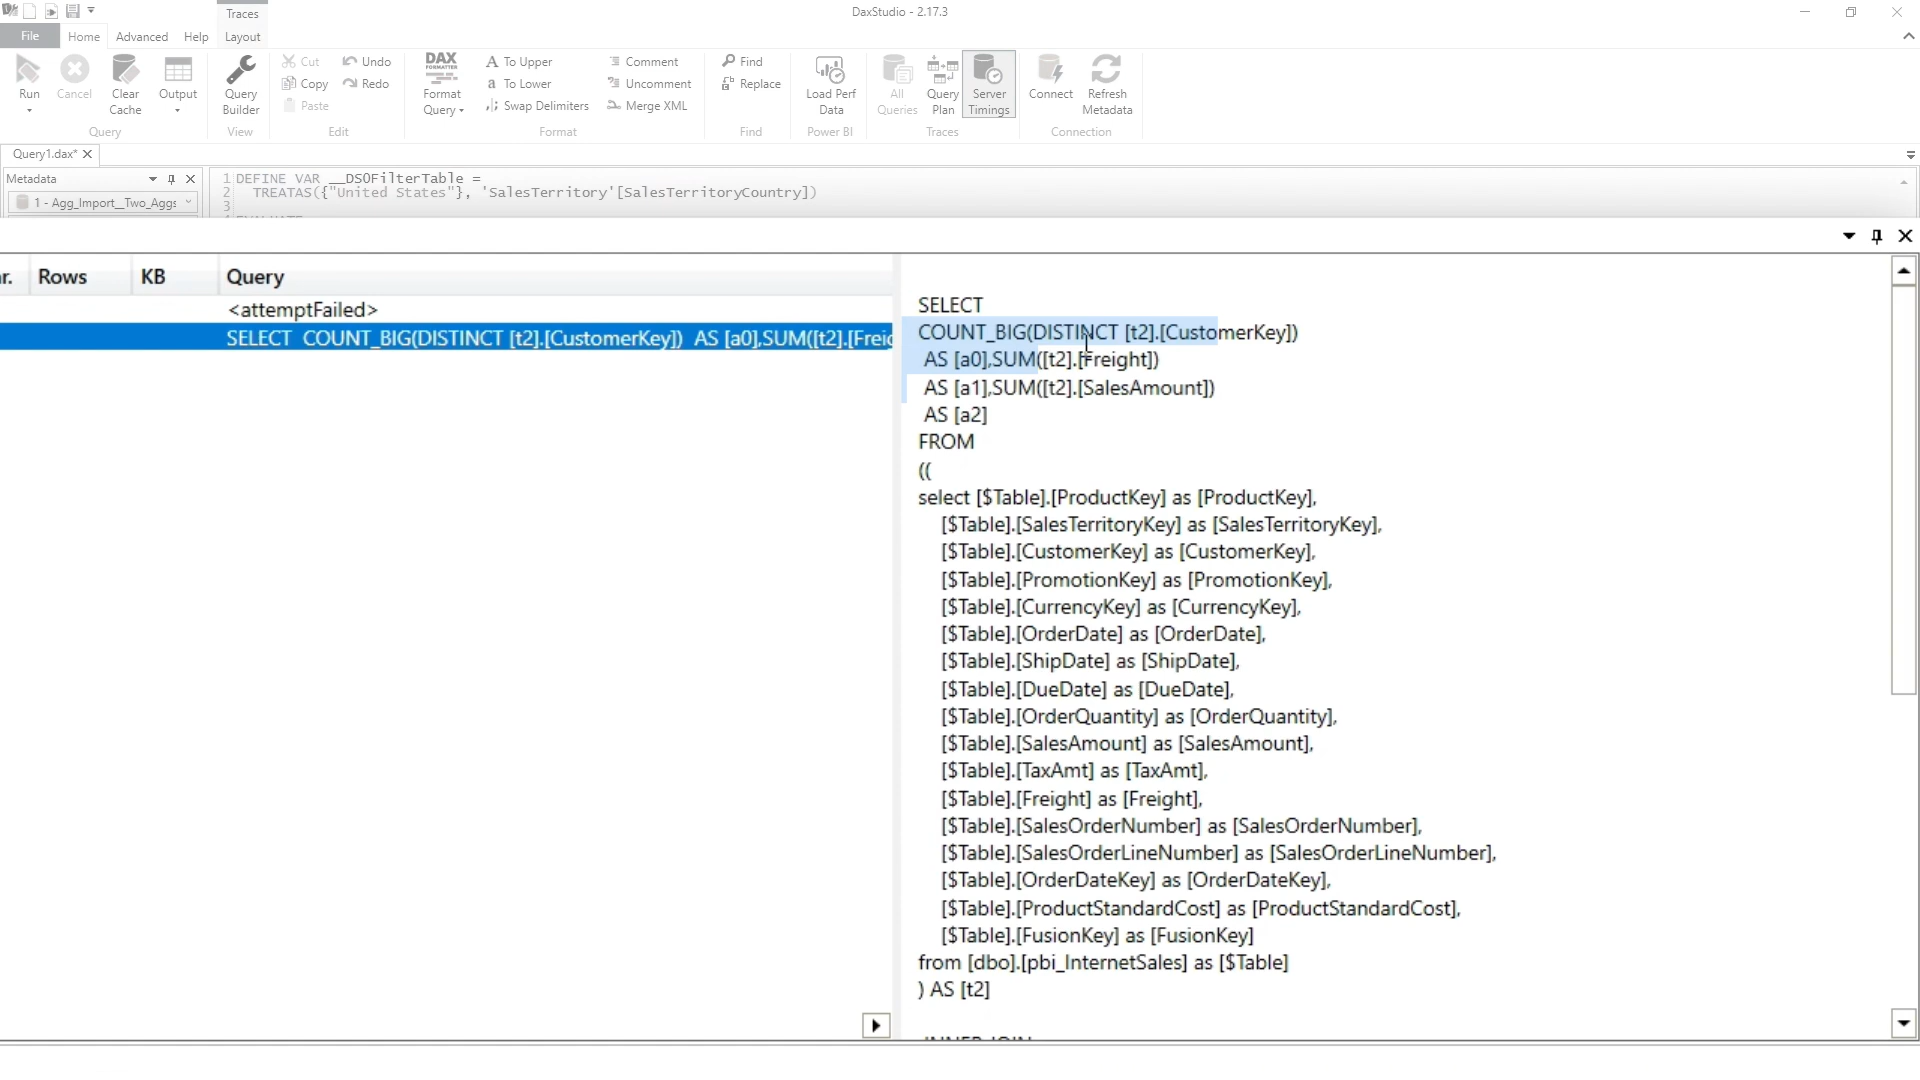 Traces
DaxStudio - 2.17.3
File
Home
Advanced
Help
Layout
Run
Cancel
Clear
Cache
Output
Query
Query
Builder
View
Cut
Copy
Paste
Undo
Redo
Edit
DAX
FORMATTER
Format
Query
To Upper
To Lower
Swap Delimiters
Comment
Uncomment
Merge XML
Format
Find
Replace
Find
Load Perf
Data
Power BI
All
Queries
Query
Plan
Server
Timings
Traces
Connect
Refresh
Metadata
Connection
Query1.dax*
Metadata
1 - Agg_Import__Two_Aggs
1 DEFINE VAR __DS0FilterTable =
2 TREATAS({"United States"}, 'SalesTerritory'[SalesTerritoryCountry])
3
r. Rows KB Query
<attemptFailed>
SELECT COUNT_BIG(DISTINCT [t2].[CustomerKey]) AS [a0],SUM([t2].[Freig
SELECT
COUNT_BIG(DISTINCT [t2].[CustomerKey])
AS [a0],SUM([t2].[Freight])
AS [a1],SUM([t2].[SalesAmount])
AS [a2]
FROM
((
select [$Table].[ProductKey] as [ProductKey],
[$Table].[SalesTerritoryKey] as [SalesTerritoryKey],
[$Table].[CustomerKey] as [CustomerKey],
[$Table].[PromotionKey] as [PromotionKey],
[$Table].[CurrencyKey] as [CurrencyKey],
[$Table].[OrderDate] as [OrderDate],
[$Table].[ShipDate] as [ShipDate],
[$Table].[DueDate] as [DueDate],
[$Table].[OrderQuantity] as [OrderQuantity],
[$Table].[SalesAmount] as [SalesAmount],
[$Table].[TaxAmt] as [TaxAmt],
[$Table].[Freight] as [Freight],
[$Table].[SalesOrderNumber] as [SalesOrderNumber],
[$Table].[SalesOrderLineNumber] as [SalesOrderLineNumber],
[$Table].[OrderDateKey] as [OrderDateKey],
[$Table].[ProductStandardCost] as [ProductStandardCost],
[$Table].[FusionKey] as [FusionKey]
from [dbo].[pbi_InternetSales] as [$Table]
) AS [t2]
INNER JOIN